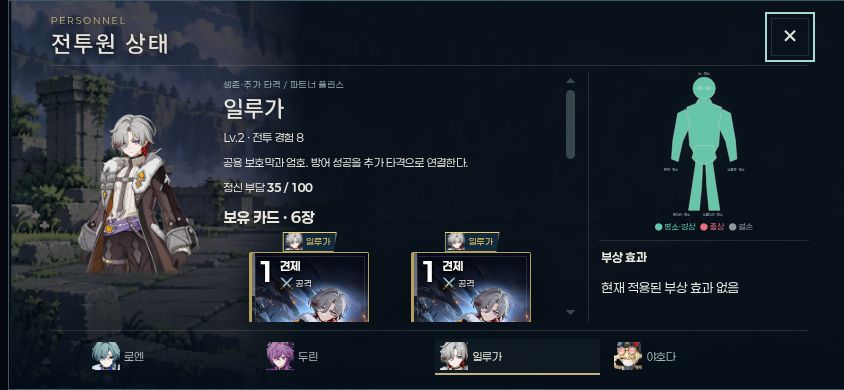 PERSONNEL
전투원 상태
생존·추가 타격 / 파트너 플린스
일루가
Lv.2 · 전투 경험 8
공용 보호막과 엄호. 방어 성공을 추가 타격으로 연결한다.
정신 부담 35 / 100
보유 카드 · 6장
일루가
일루가
1 견제
공격
1 견제
공격
평소·경상 중상 결손
부상 효과
현재 적용된 부상 효과 없음
로엔
두린
일루가
야호다